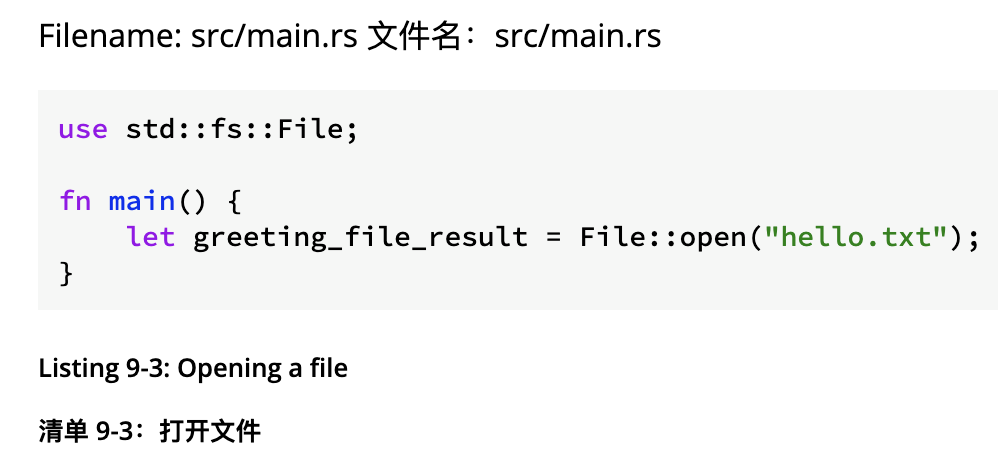 Filename: src/main.rs 文件名：src/main.rs
use std::fs::File;
fn main() {
    let greeting_file_result = File::open("hello.txt");
}
Listing 9-3: Opening a file
清单 9-3：打开文件